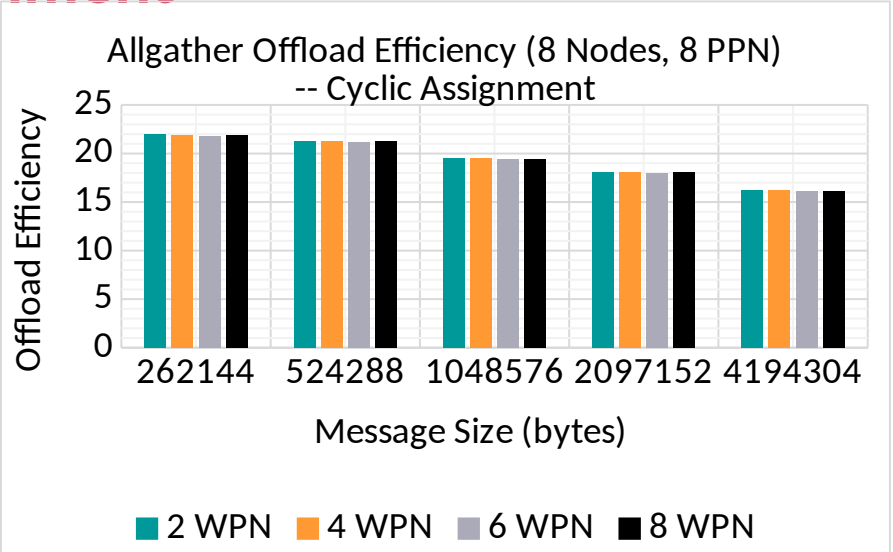 Allgather Offload Efficiency (8 Nodes, 8 PPN)
-- Cyclic Assignment
Offload Efficiency
25
20
15
10
5
0
262144 524288 1048576 2097152 4194304
Message Size (bytes)
2 WPN 4 WPN 6 WPN 8 WPN